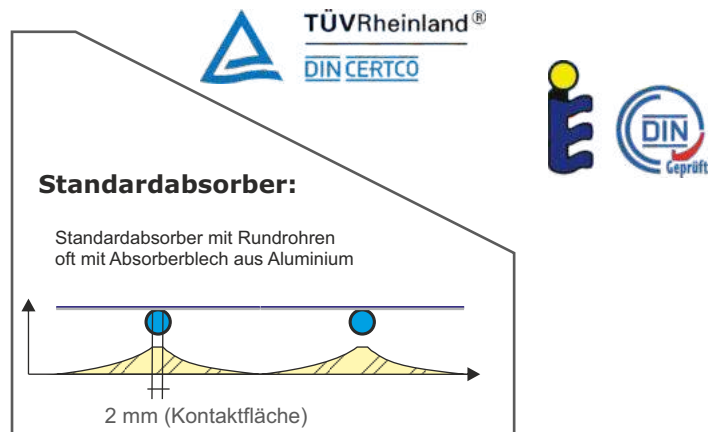 TÜVRheinland®
DIN CERTCO
DIN
Geprüft
Standardabsorber:
Standardabsorber mit Rundrohren
oft mit Absorberblech aus Aluminium
2 mm (Kontaktfläche)